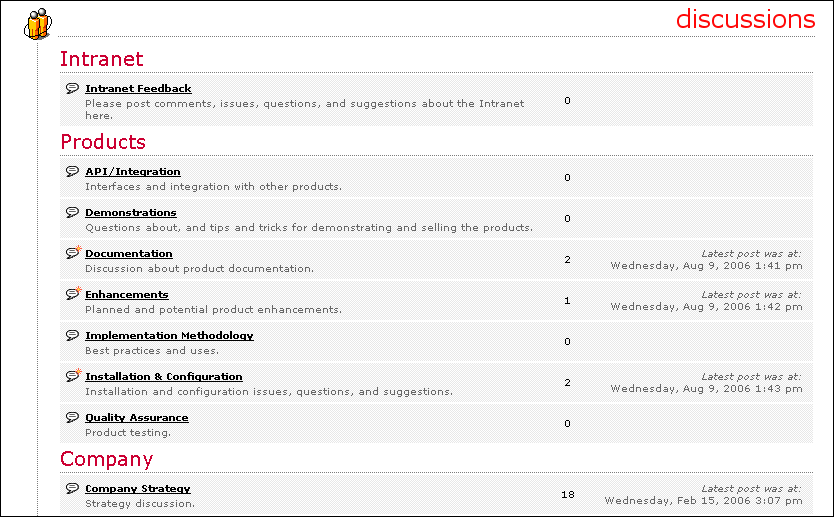 discussions
Intranet
Intranet Feedback
Please post comments, issues, questions, and suggestions about the Intranet
here.
0
Products
API/Integration
Interfaces and integration with other products.
0
Demonstrations
Questions about, and tips and tricks for demonstrating and selling the products.
0
Documentation
Discussion about product documentation.
2
Latest post was at:
Wednesday, Aug 9, 2006 1:41 pm
Enhancements
Planned and potential product enhancements.
1
Latest post was at:
Wednesday, Aug 9, 2006 1:42 pm
Implementation Methodology
Best practices and uses.
0
Installation & Configuration
Installation and configuration issues, questions, and suggestions.
2
Latest post was at:
Wednesday, Aug 9, 2006 1:43 pm
Quality Assurance
Product testing.
0
Company
Company Strategy
Strategy discussion.
18
Latest post was at:
Wednesday, Feb 15, 2006 3:07 pm